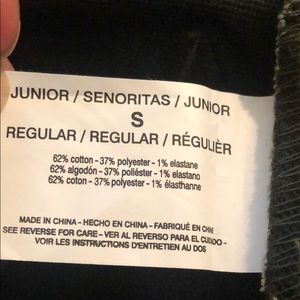 JUNIOR / SENORITAS / JUNIOR
S
REGULAR / REGULAR / RÉGULIÈR
62% cotton - 37% polyester - 1% elastane
62% algodón - 37% poliéster - 1% elastano
62% coton - 37% polyester - 1% élasthanne
MADE IN CHINA - HECHO EN CHINA - FABRIQUÉ EN CHINE
SEE REVERSE FOR CARE - VER AL REVERSO PARA EL CUIDADO -
VOIR LES INSTRUCTIONS D'ENTRETIEN AU DOS